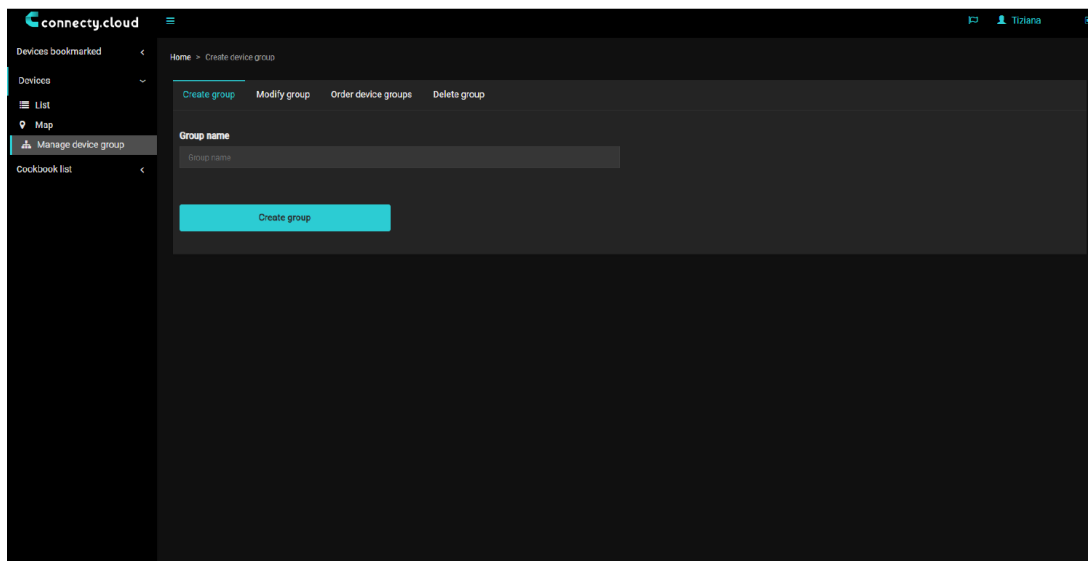 connecty.cloud
Tiziana
Devices bookmarked
Devices
List
Map
Manage device group
Cookbook list
Home > Create device group
Create group Modify group Order device groups Delete group
Group name
Group name
Create group